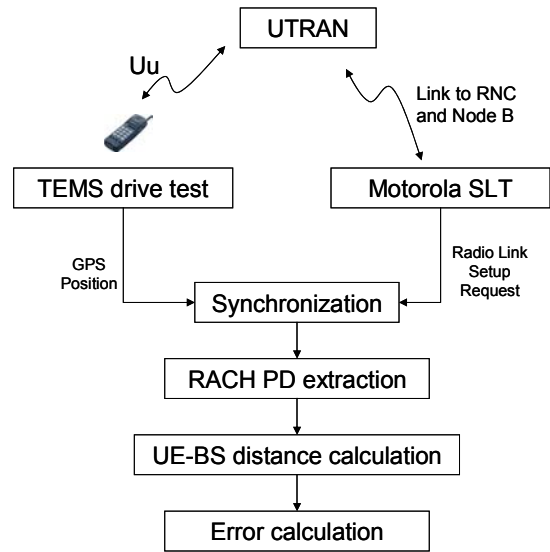 UTRAN
Uu
Link to RNC
and Node B
TEMS drive test
Motorola SLT
GPS
Position
Radio Link
Setup
Request
Synchronization
RACH PD extraction
UE-BS distance calculation
Error calculation